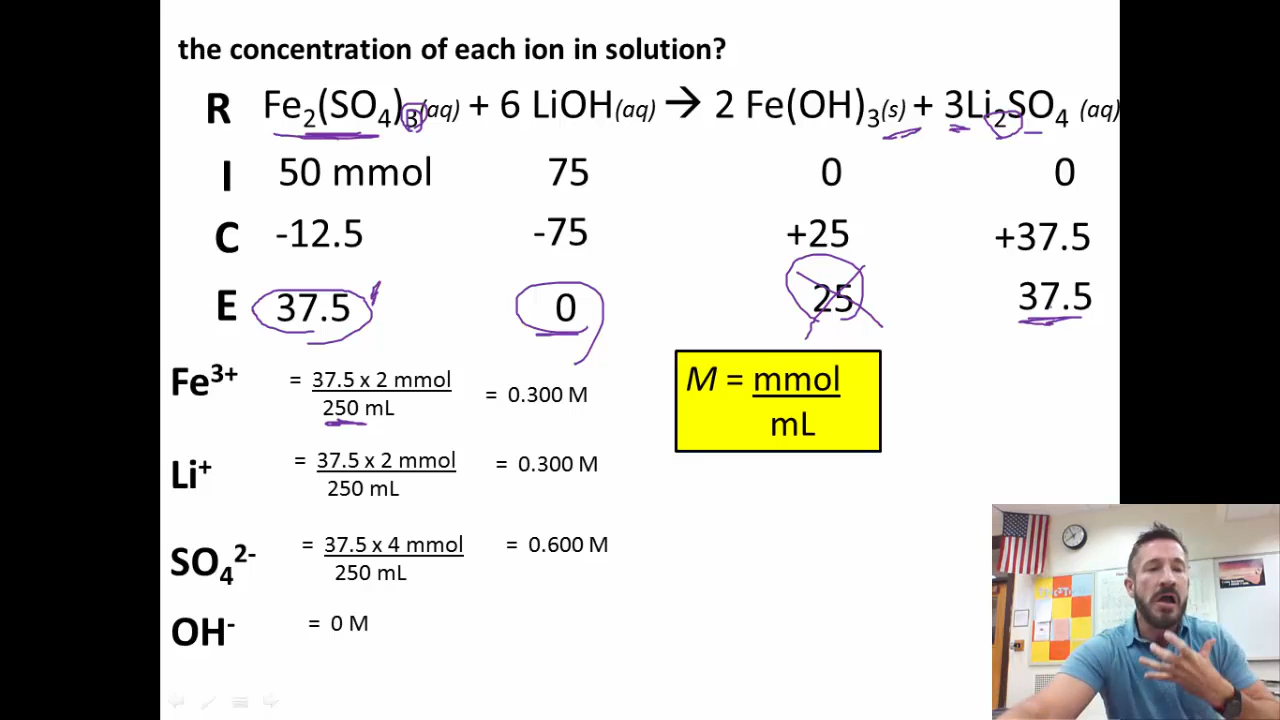 the concentration of each ion in solution?
R Fe₂(SO₄)₃(aq) + 6 LiOH(aq) → 2 Fe(OH)₃(s) + 3Li₂SO₄ (aq)
I 50 mmol 75 0 0
C -12.5 -75 +25 +37.5
E 37.5 0 25 37.5
Fe³⁺ = 37.5 x 2 mmol = 0.300 M
250 mL
M = mmol
mL
Li⁺ = 37.5 x 2 mmol = 0.300 M
250 mL
SO₄²⁻ = 37.5 x 4 mmol = 0.600 M
250 mL
OH⁻ = 0 M